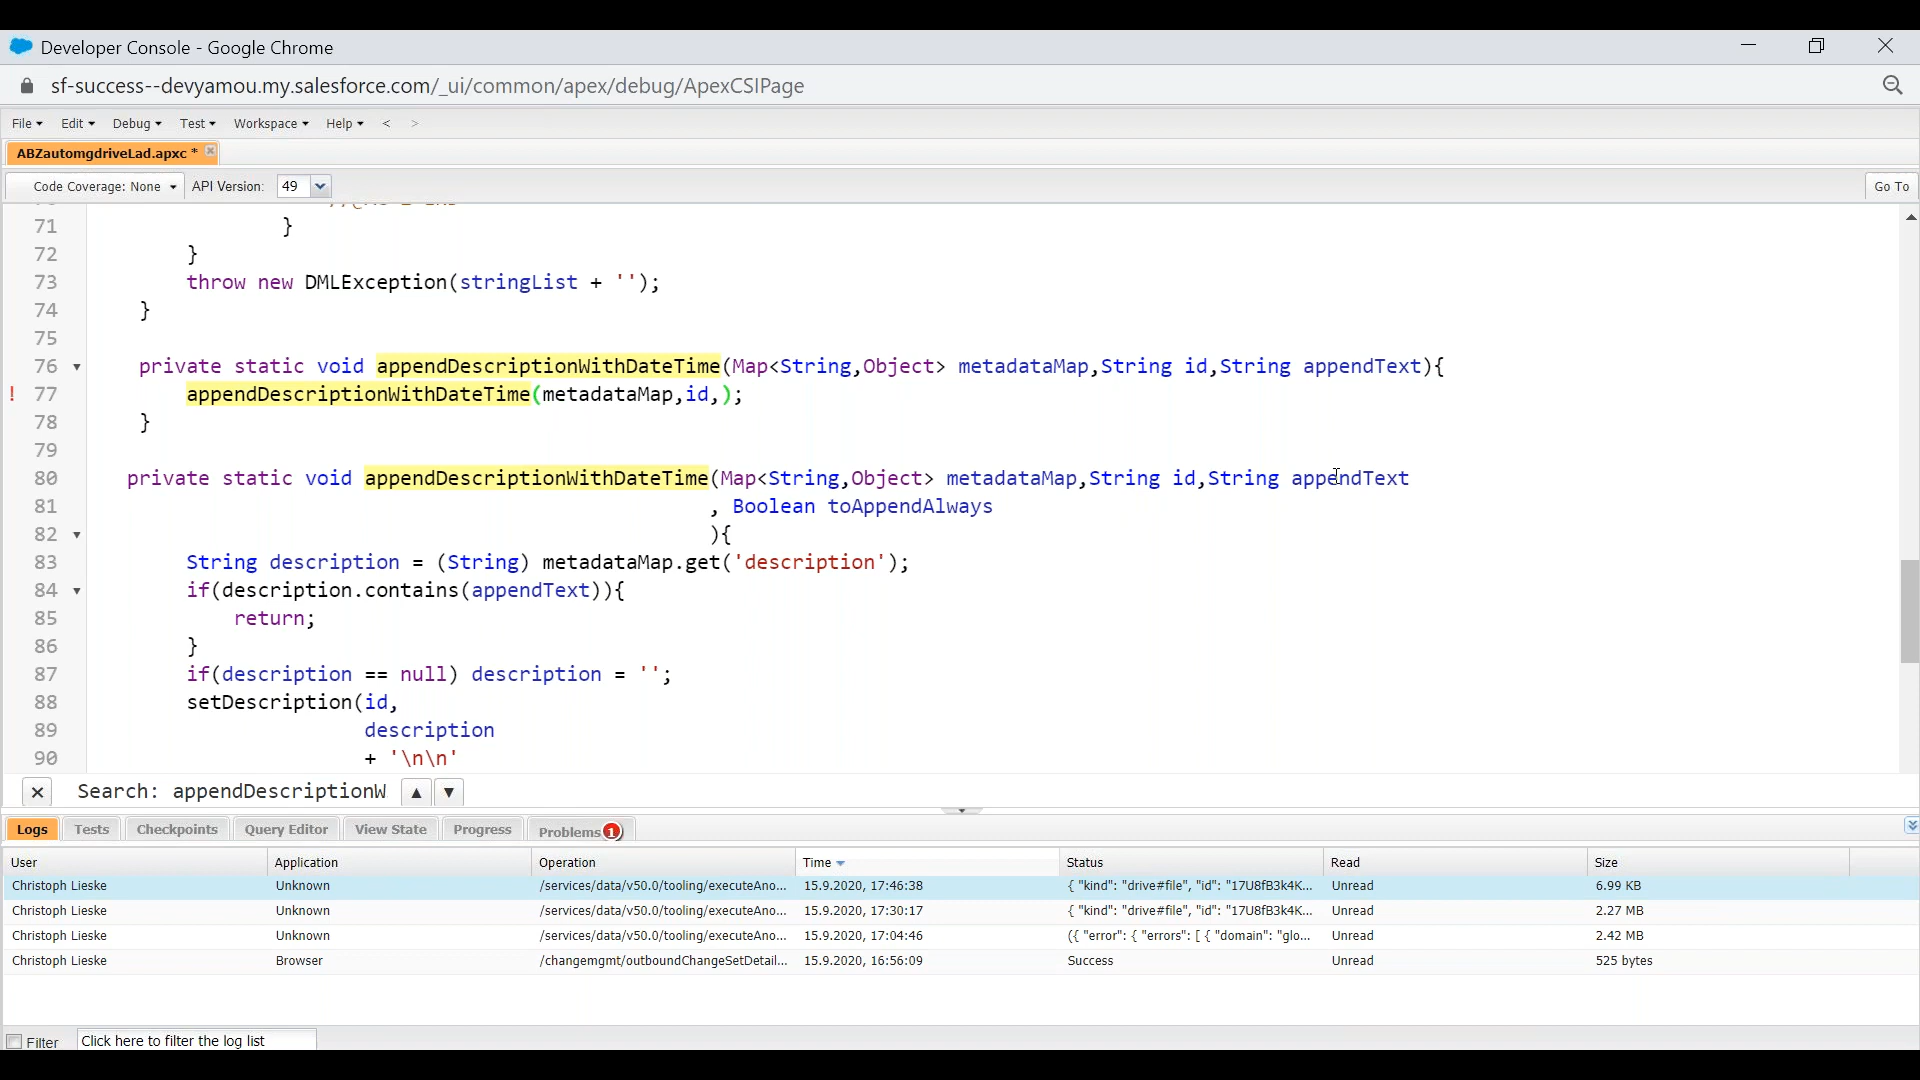 Developer Console - Google Chrome
sf-success--devyamou.my.salesforce.com/_ui/common/apex/debug/ApexCSIPage
File Edit Debug Test Workspace Help < >
ABZautomgdriveLad.apxc *
Code Coverage: None API Version: 49 Go To
71 }
72 }
73 throw new DMLException(stringList + '');
74 }
75
76 private static void appendDescriptionWithDateTime(Map<String,Object> metadataMap,String id,String appendText){
! 77 appendDescriptionWithDateTime(metadataMap,id,);
78 }
79
80 private static void appendDescriptionWithDateTime(Map<String,Object> metadataMap,String id,String appendText
81 , Boolean toAppendAlways
82 ){
83 String description = (String) metadataMap.get('description');
84 if(description.contains(appendText)){
85 return;
86 }
87 if(description == null) description = '';
88 setDescription(id,
89 description
90 + '\n\n'
Search: appendDescriptionW
Logs Tests Checkpoints Query Editor View State Progress Problems 1
User Application Operation Time Status Read Size
Christoph Lieske Unknown /services/data/v50.0/tooling/executeAno... 15.9.2020, 17:46:38 { "kind": "drive#file", "id": "17U8fB3k4K... Unread 6.99 KB
Christoph Lieske Unknown /services/data/v50.0/tooling/executeAno... 15.9.2020, 17:30:17 { "kind": "drive#file", "id": "17U8fB3k4K... Unread 2.27 MB
Christoph Lieske Unknown /services/data/v50.0/tooling/executeAno... 15.9.2020, 17:04:46 ({ "error": { "errors": [ { "domain": "glo... Unread 2.42 MB
Christoph Lieske Browser /changemgmt/outboundChangeSetDetail... 15.9.2020, 16:56:09 Success Unread 525 bytes
Filter Click here to filter the log list